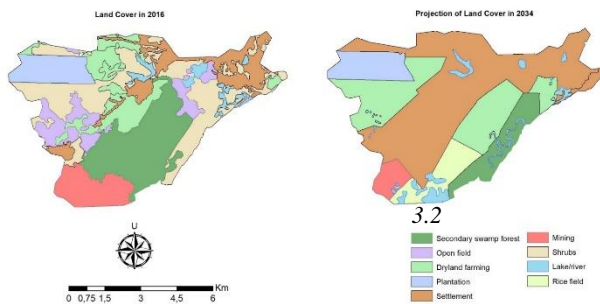 Land Cover in 2016
Projection of Land Cover in 2034
3.2
U
Km
0 0,75 1,5 3 4,5 6
Secondary swamp forest
Open field
Dryland farming
Plantation
Settlement
Mining
Shrubs
Lake/river
Rice field